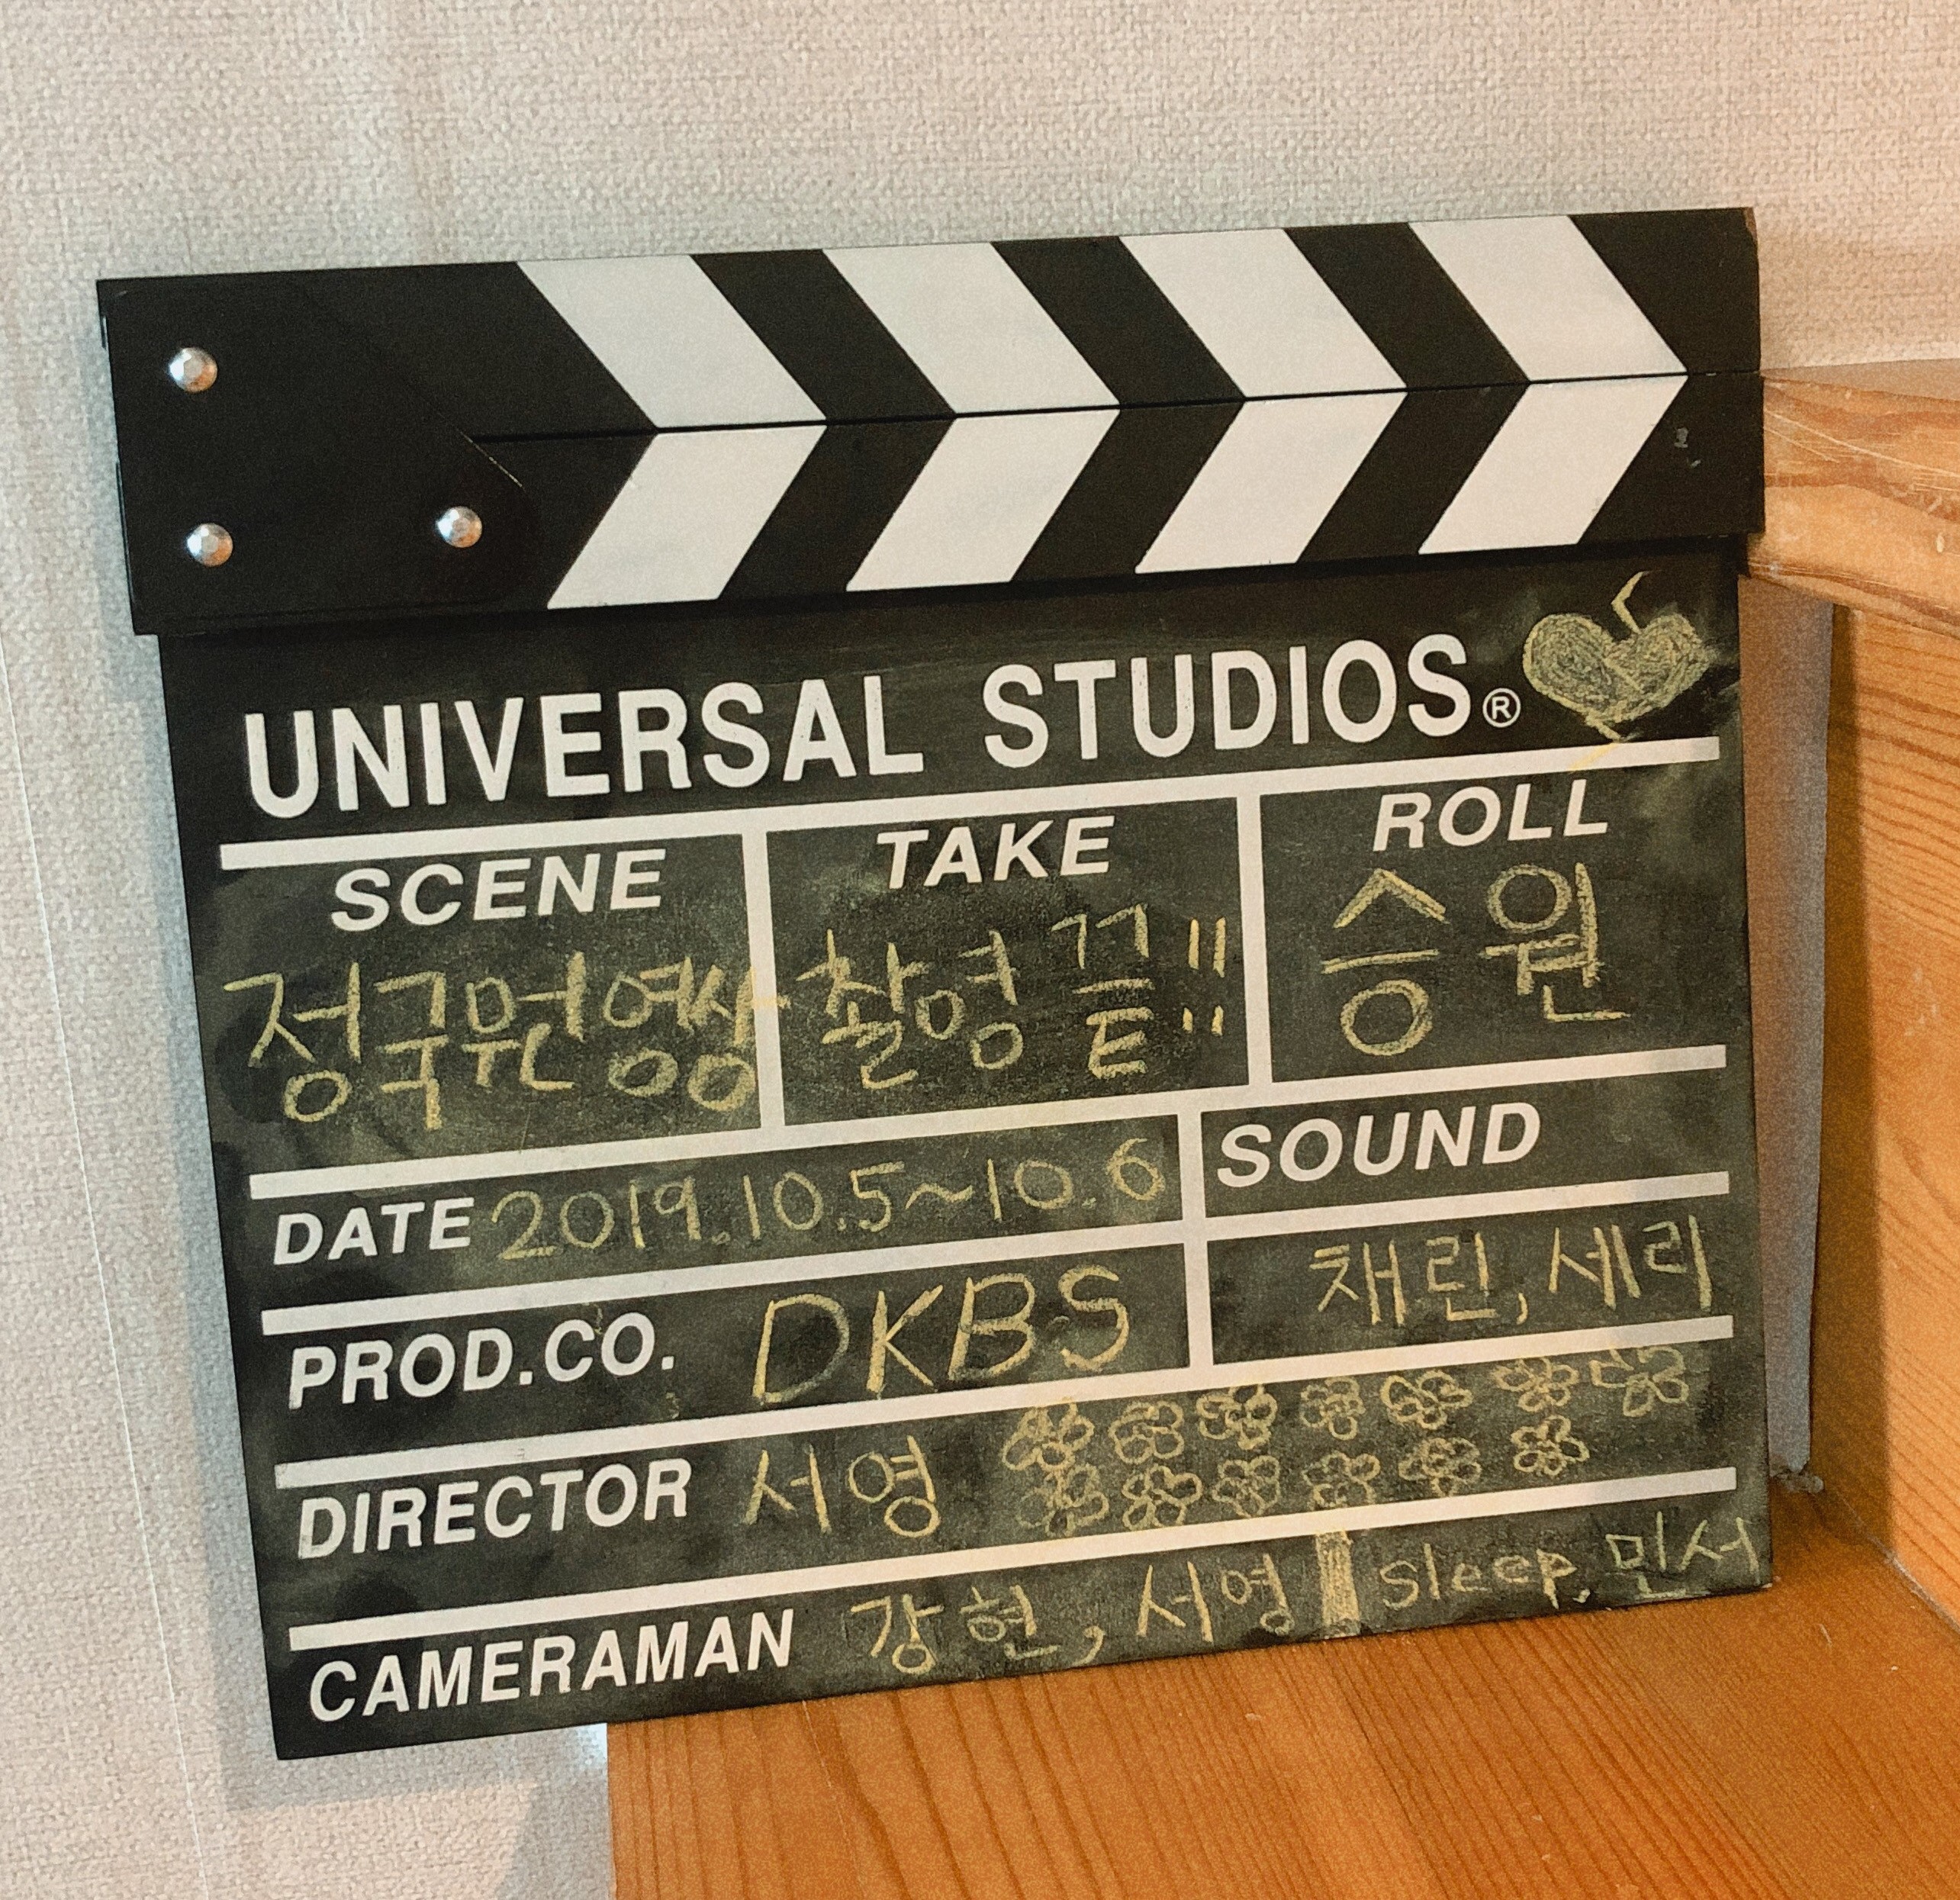 UNIVERSAL STUDIOS®
SCENE TAKE ROLL
정규원영상 촬영 끝!! 승원
DATE 2019.10.5~10.6 SOUND
PROD.CO. DKBS 채린, 세리
DIRECTOR 서영
CAMERAMAN 강현, 서영 sleep, 민서